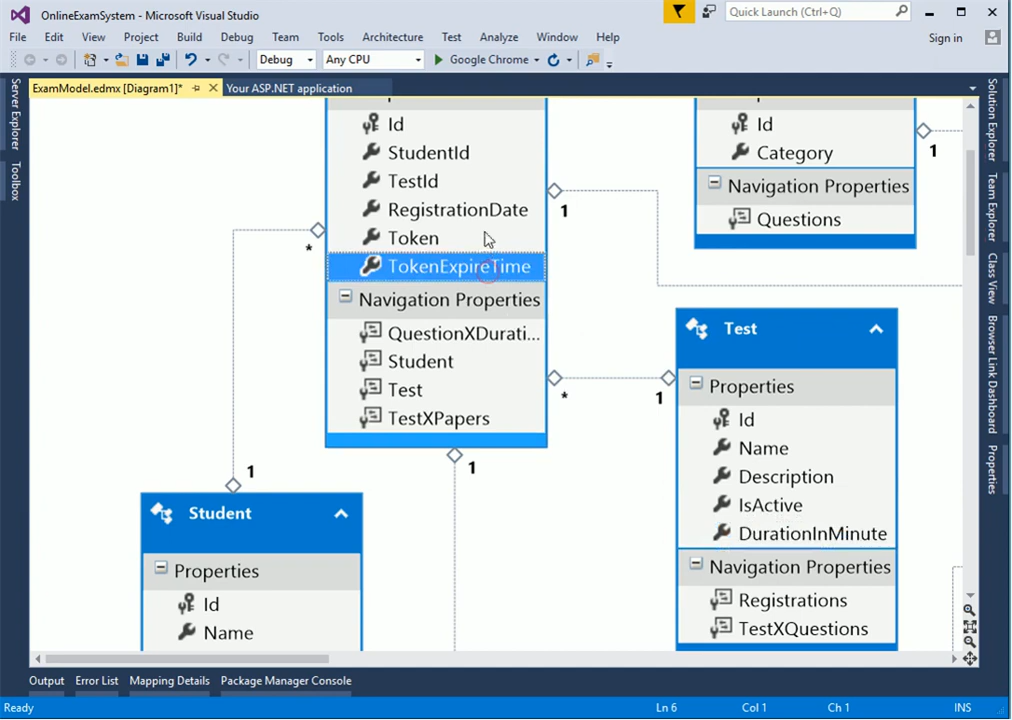 OnlineExamSystem - Microsoft Visual Studio
Quick Launch (Ctrl+Q)
File Edit View Project Build Debug Team Tools Architecture Test Analyze Window Help
Sign in
Debug Any CPU Google Chrome
ExamModel.edmx [Diagram1]*
Your ASP.NET application
Server Explorer
Toolbox
Id
StudentId
TestId
RegistrationDate
Token
TokenExpireTime
Navigation Properties
QuestionXDurati...
Student
Test
TestXPapers
*
1
*
1
1
1
1
Id
Category
Navigation Properties
Questions
Test
Properties
Id
Name
Description
IsActive
DurationInMinute
Navigation Properties
Registrations
TestXQuestions
Student
Properties
Id
Name
Solution Explorer
Team Explorer
Class View
Browser Link Dashboard
Properties
Output Error List Mapping Details Package Manager Console
Ready Ln 6 Col 1 Ch 1 INS